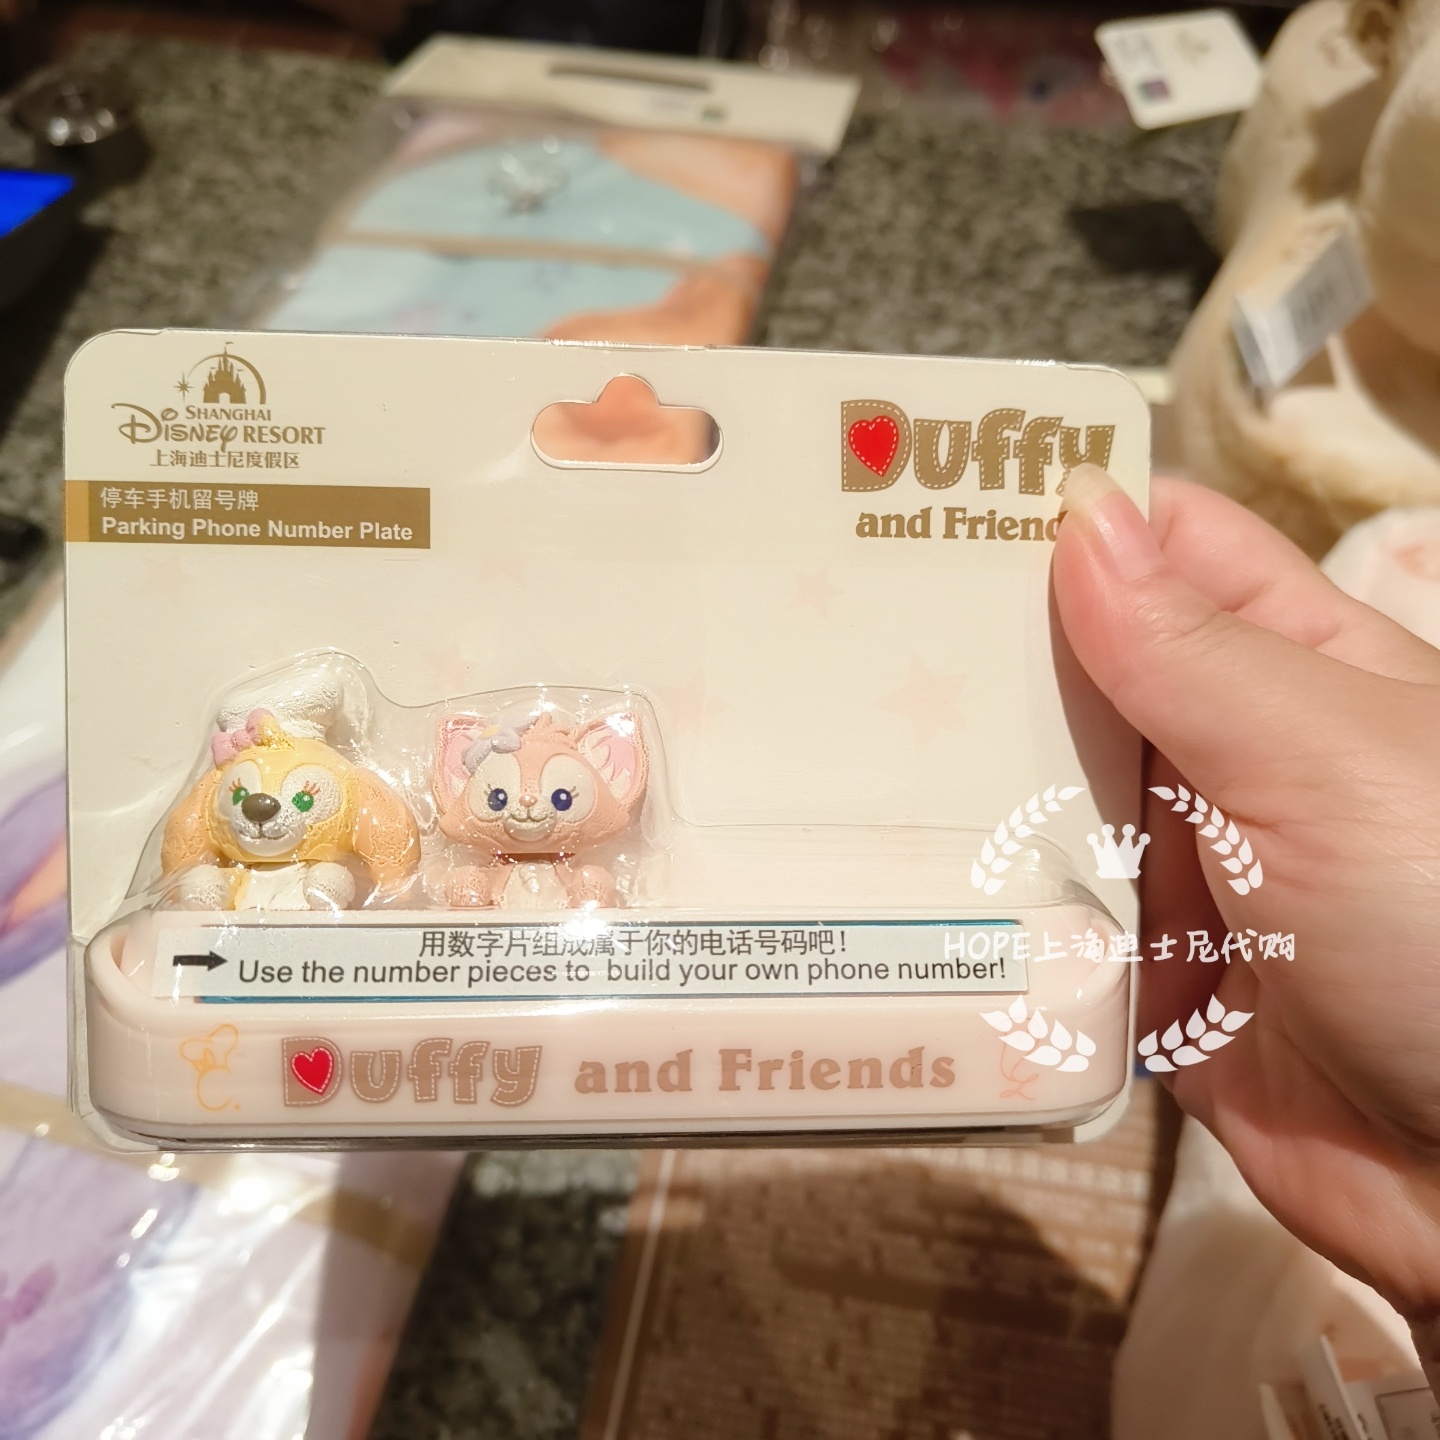 SHANGHAI
Disney RESORT
上海迪士尼度假区
停车手机留号牌
Parking Phone Number Plate
Duffy
and Friend
用数字片组成属于你的电话号码吧！
Use the number pieces to build your own phone number!
HOPE上海迪士尼代购
Duffy and Friends